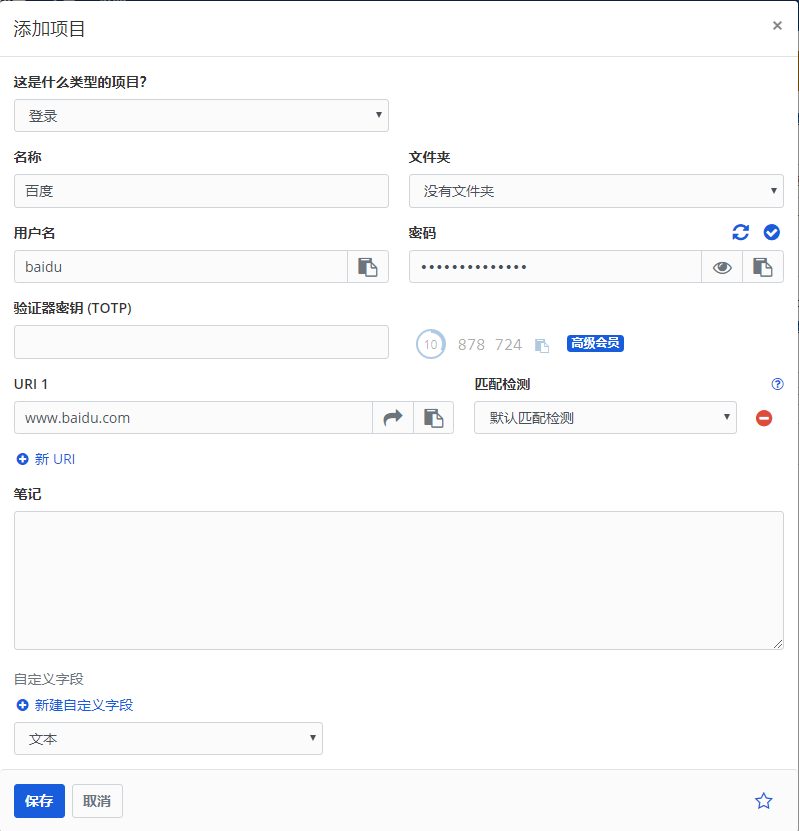 添加项目
×
这是什么类型的项目?
登录
名称 文件夹
百度 没有文件夹
用户名 密码
baidu ••••••••••••••
验证器密钥 (TOTP)
10 878 724 高级会员
URI 1 匹配检测
www.baidu.com 默认匹配检测
新 URI
笔记
自定义字段
新建自定义字段
文本
保存 取消